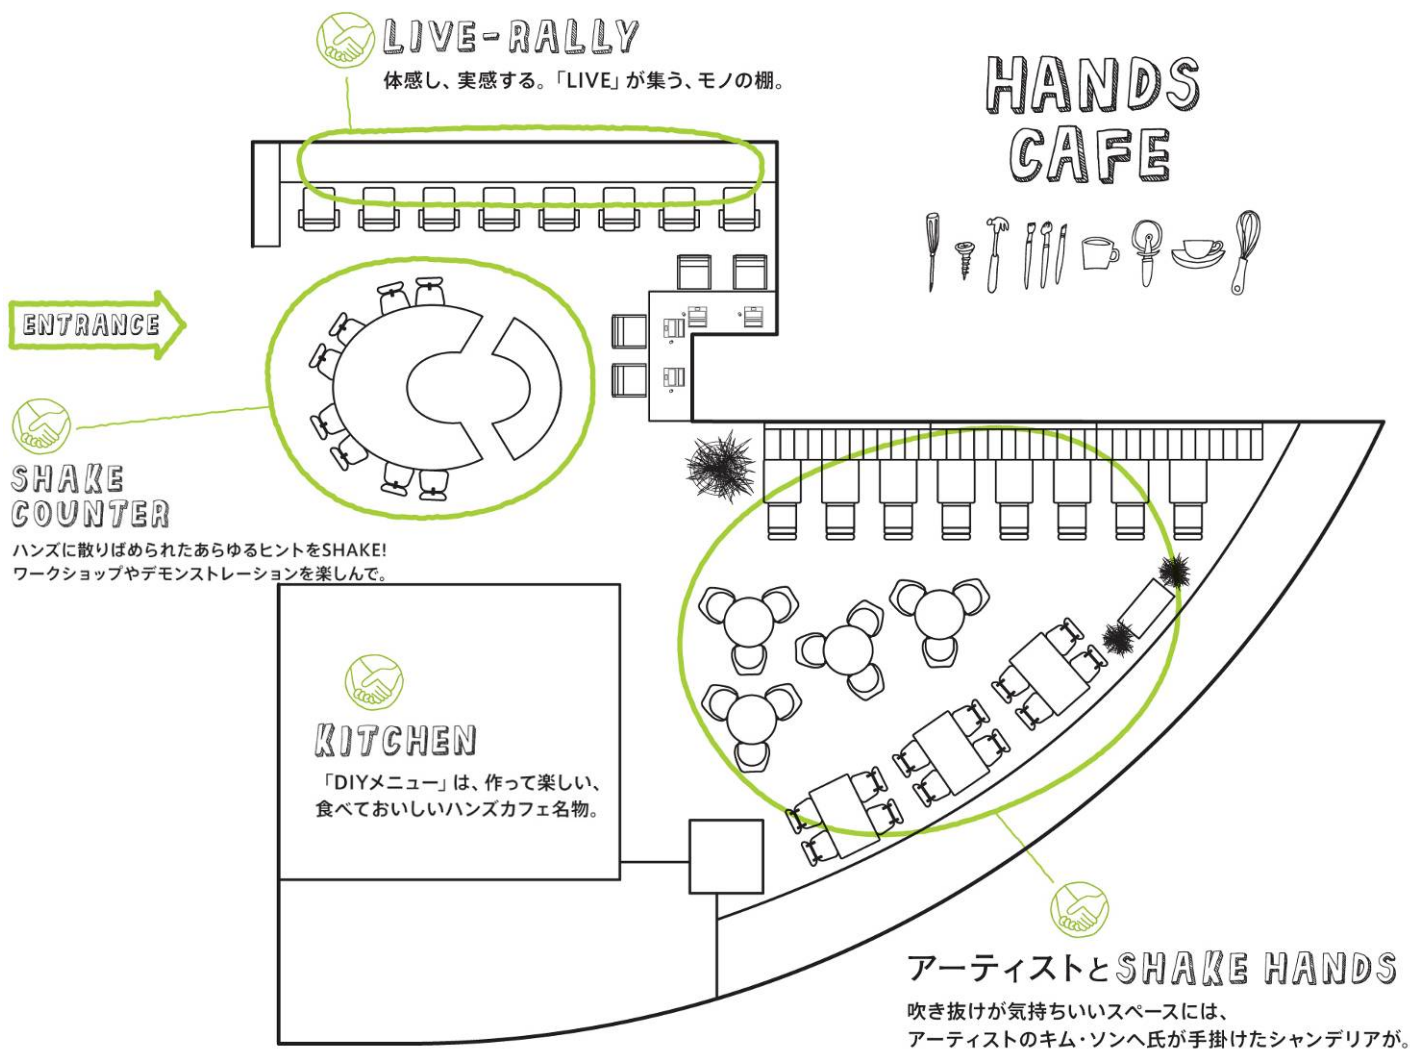 LIVE-RALLY
体感し、実感する。「LIVE」が集う、モノの棚。
HANDS
CAFE
ENTRANCE
SHAKE
COUNTER
ハンズに散りばめられたあらゆるヒントをSHAKE!
ワークショップやデモンストレーションを楽しんで。
KITCHEN
「DIYメニュー」は、作って楽しい、
食べておいしいハンズカフェ名物。
アーティストとSHAKE HANDS
吹き抜けが気持ちいいスペースには、
アーティストのキム・ソンヘ氏が手掛けたシャンデリアが。